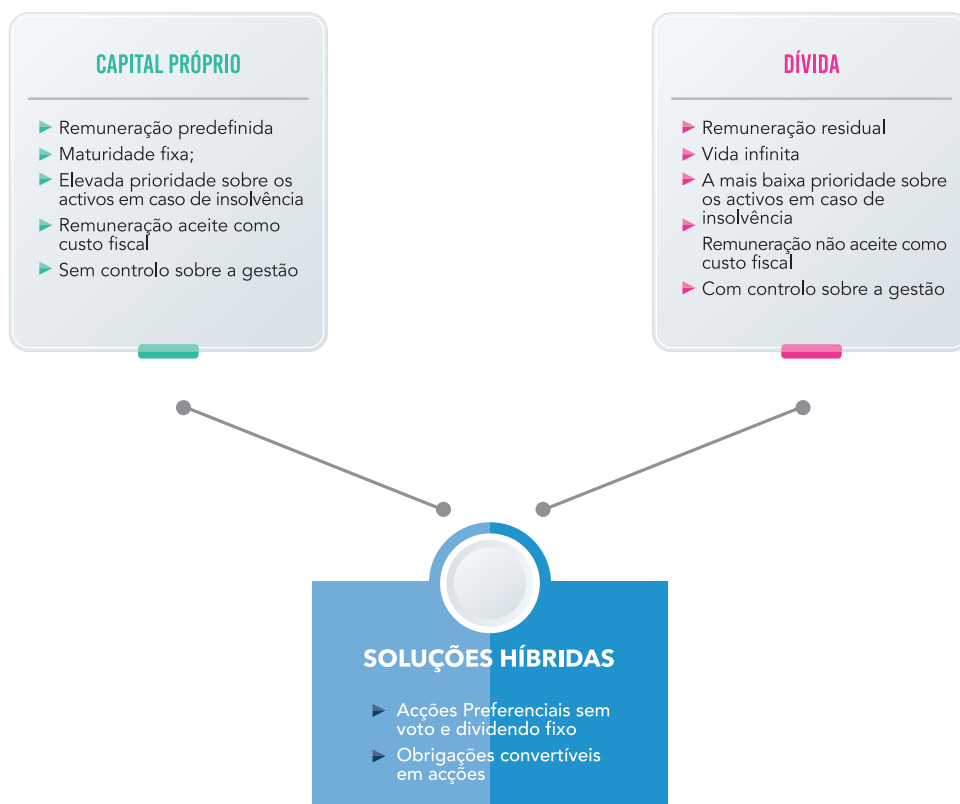 CAPITAL PRÓPRIO
Remuneração predefinida
Maturidade fixa;
Elevada prioridade sobre os
activos em caso de insolvência
Remuneração aceite como
custo fiscal
Sem controlo sobre a gestão
DÍVIDA
Remuneração residual
Vida infinita
A mais baixa prioridade sobre
os activos em caso de
insolvência
Remuneração não aceite como
custo fiscal
Com controlo sobre a gestão
SOLUÇÕES HÍBRIDAS
Acções Preferenciais sem
voto e dividendo fixo
Obrigações convertíveis
em acções